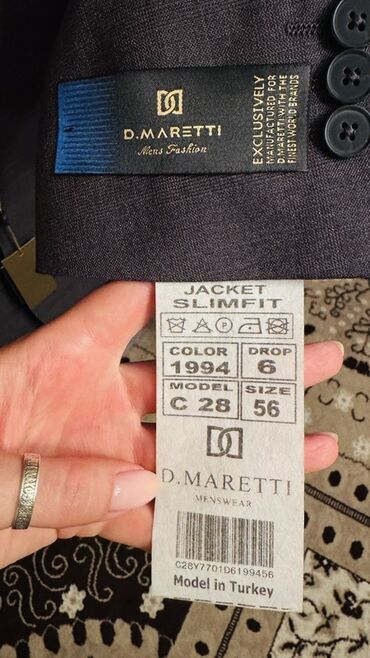 D.MARETTI
Mens Fashion
EXCLUSIVELY
MANUFACTURED FOR
D.MARETTI WITH THE
FINEST WORLD BRANDS
JACKET
SLIMFIT
COLOR DROP
1994 6
MODEL SIZE
C 28 56
D.MARETTI
MENSWEAR
C28Y7701D6199456
Model in Turkey